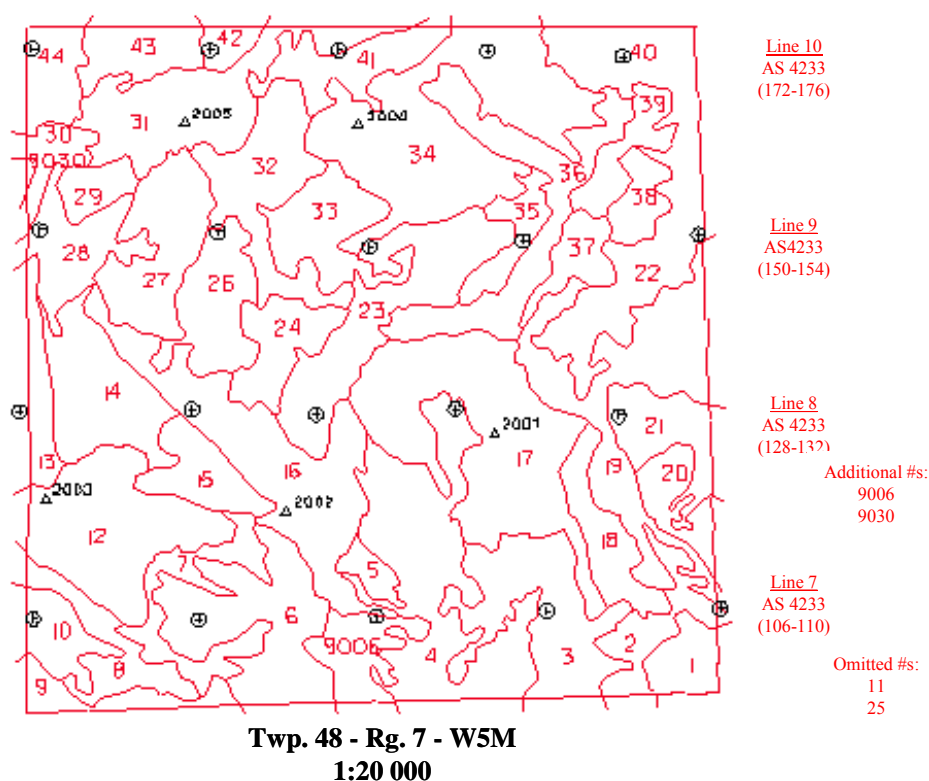 44 43 42 41 40
Line 10
AS 4233
(172-176)
39
31 2005 3004 34
30
9030 32 36
29 38
33 35
Line 9
AS4233
(150-154)
28 37
27 26 22
23
24
14
Line 8
AS 4233
(128-132)
21
2001
13 16 17 19 20
15
Additional #s:
9006
9030
2003 2002
12 18
7 5
Line 7
AS 4233
(106-110)
10 6
9006 4 3 2 1
8
9
Omitted #s:
11
25
Twp. 48 - Rg. 7 - W5M
1:20 000